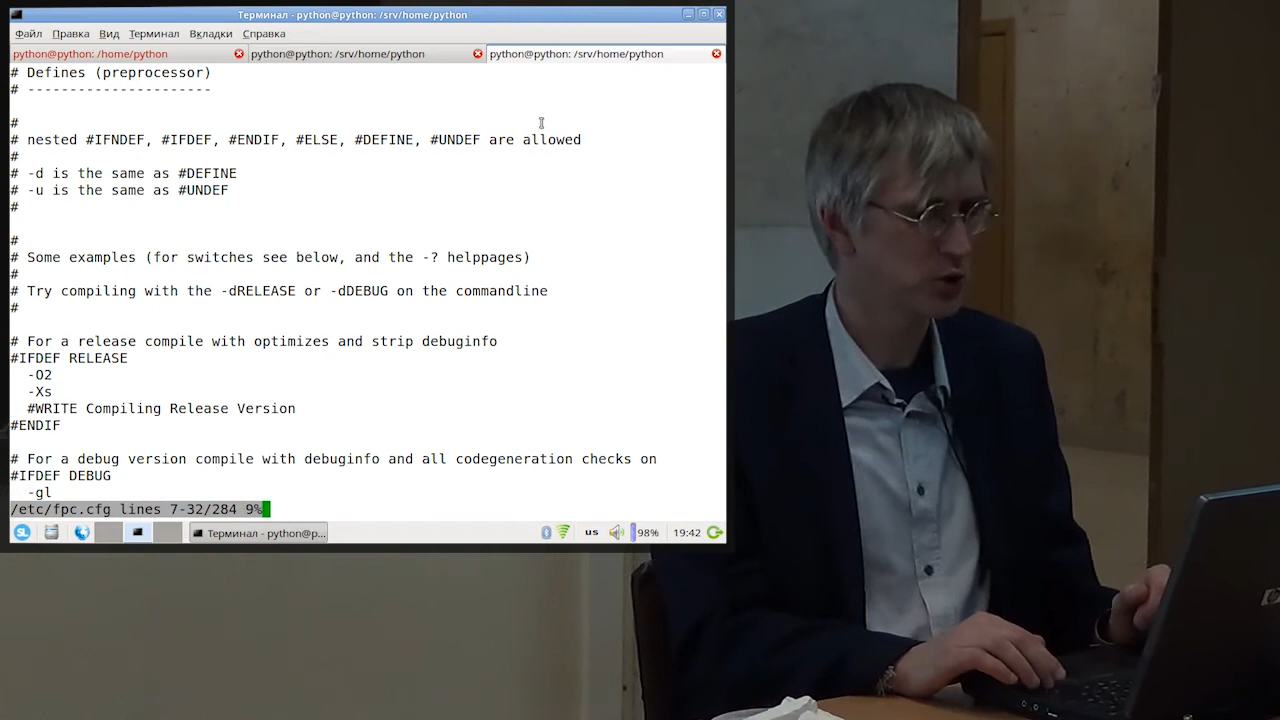 Терминал - python@python: /srv/home/python
Файл Правка Вид Терминал Вкладки Справка
python@python: /home/python python@python: /srv/home/python python@python: /srv/home/python
# Defines (preprocessor)
# ----------------------
#
# nested #IFNDEF, #IFDEF, #ENDIF, #ELSE, #DEFINE, #UNDEF are allowed
#
# -d is the same as #DEFINE
# -u is the same as #UNDEF
#
#
# Some examples (for switches see below, and the -? helppages)
#
# Try compiling with the -dRELEASE or -dDEBUG on the commandline
#
# For a release compile with optimizes and strip debuginfo
#IFDEF RELEASE
-O2
-Xs
#WRITE Compiling Release Version
#ENDIF
# For a debug version compile with debuginfo and all codegeneration checks on
#IFDEF DEBUG
-gl
/etc/fpc.cfg lines 7-32/284 9%
Терминал - python@p... us 98% 19:42
hp